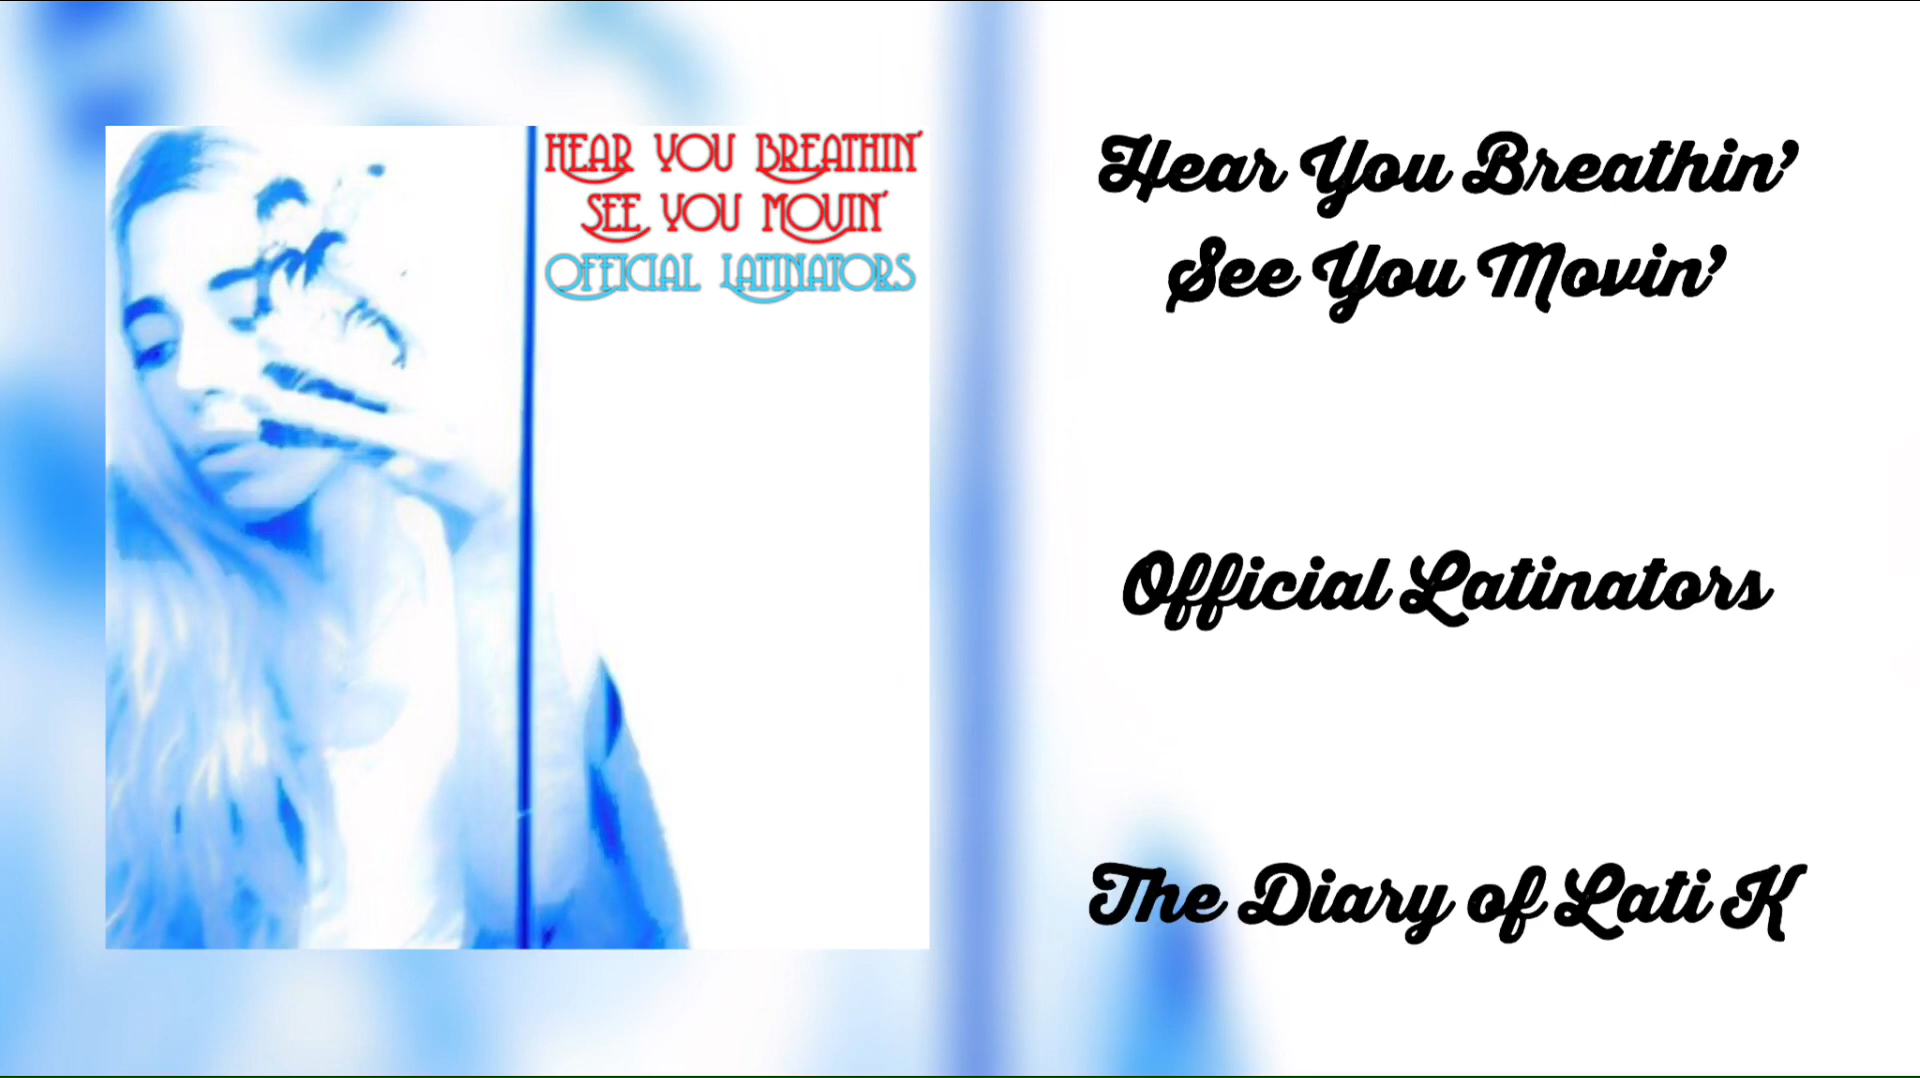 HEAR YOU BREATHIN'
SEE YOU MOVIN'
OFFICIAL LATINATORS
Hear You Breathin'
See You Movin'
Official Latinators
The Diary of Lati K